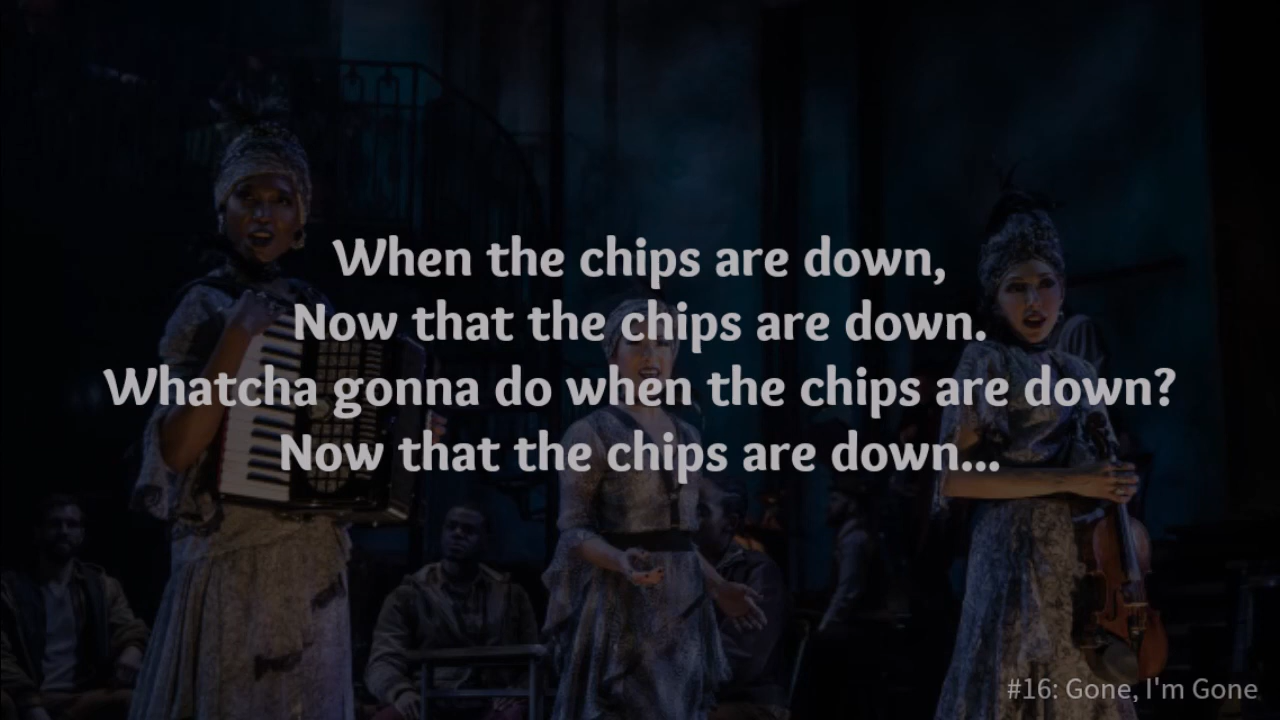 When the chips are down,
Now that the chips are down.
Whatcha gonna do when the chips are down?
Now that the chips are down...
#16: Gone, I'm Gone